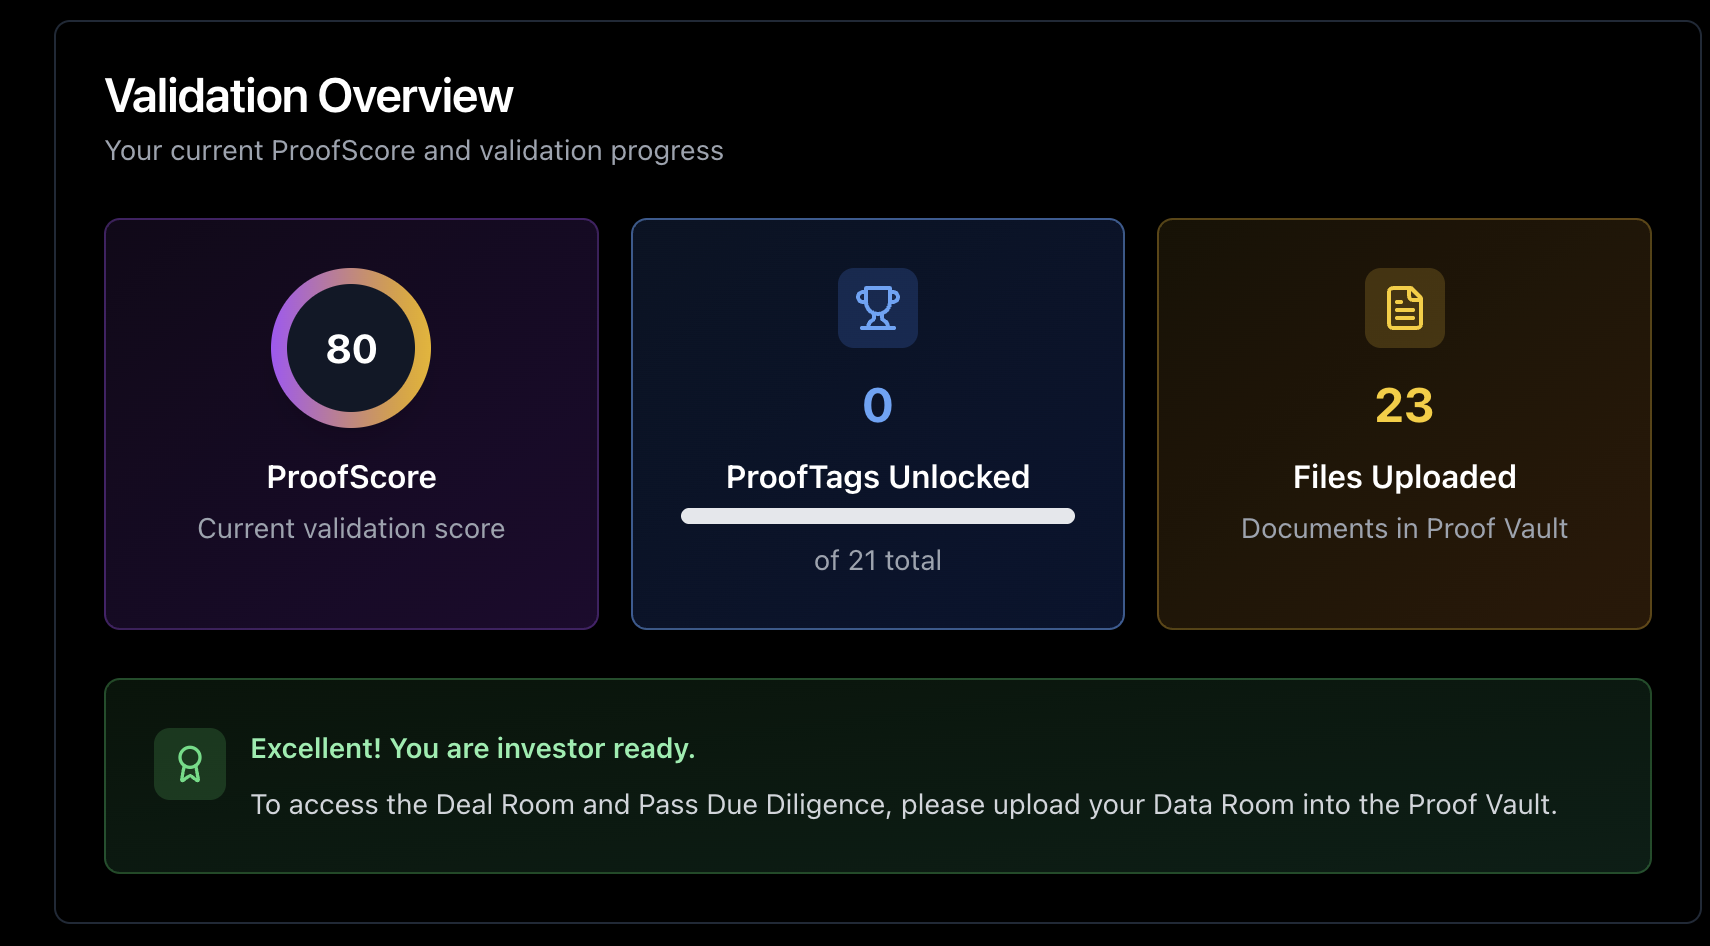 Validation Overview
Your current ProofScore and validation progress
80
ProofScore
Current validation score
0
ProofTags Unlocked
of 21 total
23
Files Uploaded
Documents in Proof Vault
Excellent! You are investor ready.
To access the Deal Room and Pass Due Diligence, please upload your Data Room into the Proof Vault.